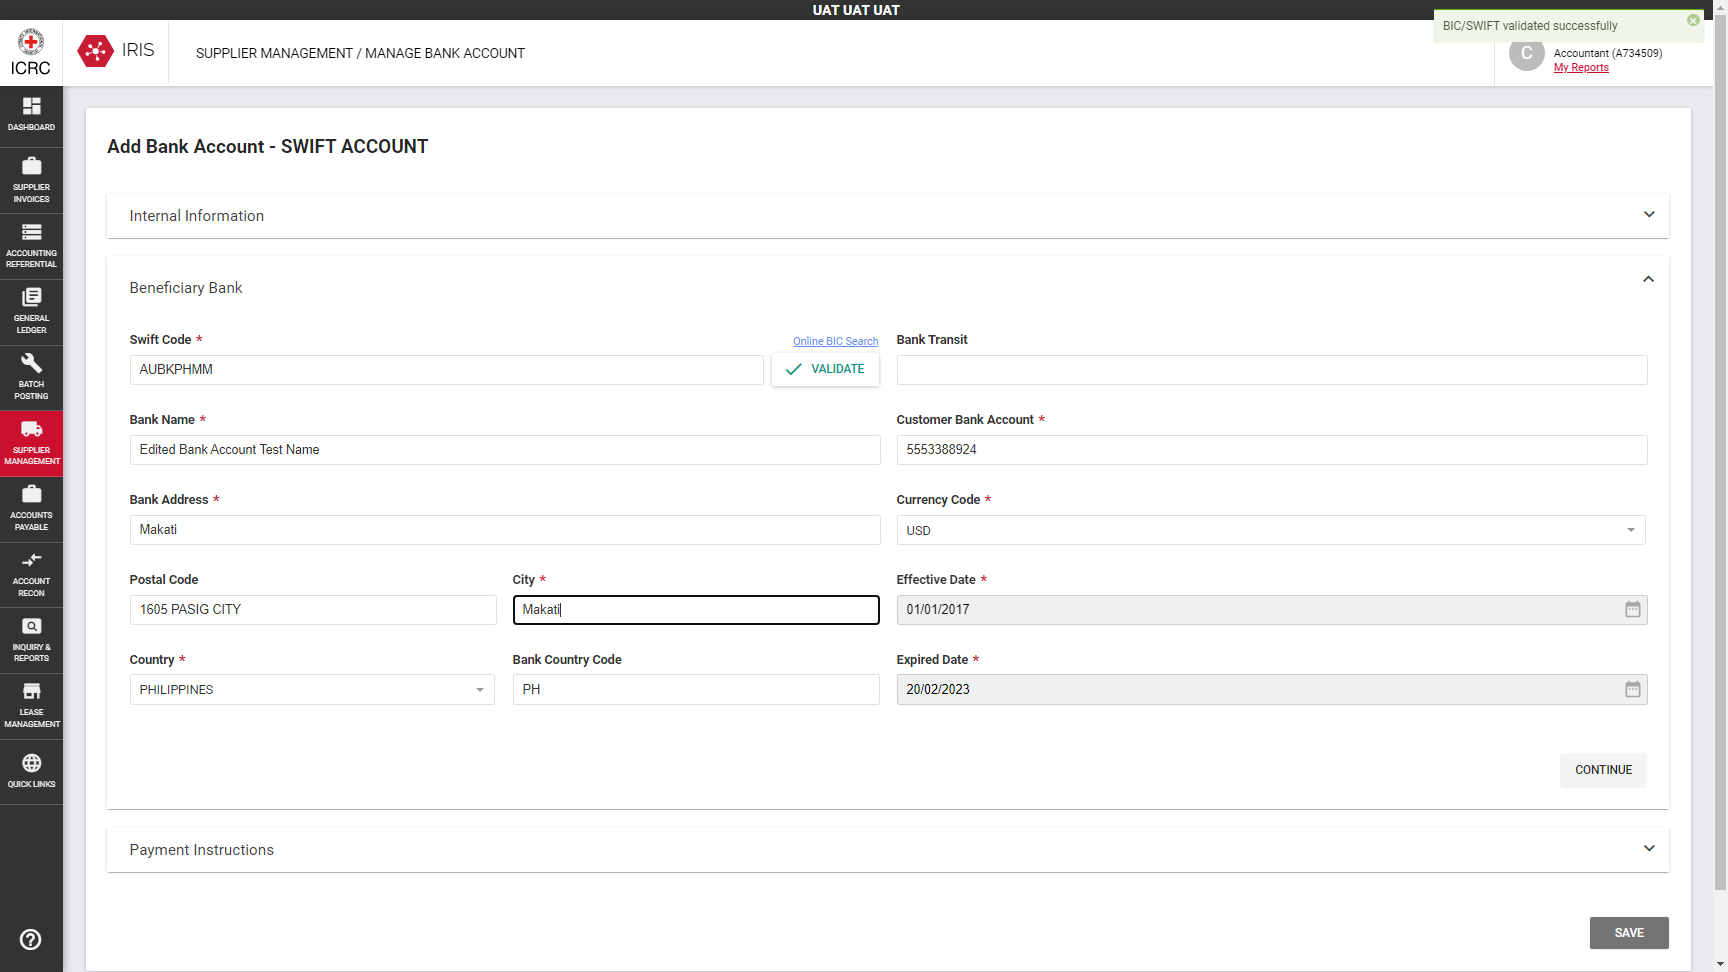 UAT UAT UAT
ICRC
IRIS
SUPPLIER MANAGEMENT / MANAGE BANK ACCOUNT
BIC/SWIFT validated successfully
C
Accountant (A734509)
My Reports
DASHBOARD
SUPPLIER
INVOICES
ACCOUNTING
REFERENTIAL
GENERAL
LEDGER
BATCH
POSTING
SUPPLIER
MANAGEMENT
ACCOUNTS
PAYABLE
ACCOUNT
RECON
INQUIRY &
REPORTS
LEASE
MANAGEMENT
QUICK LINKS
Add Bank Account - SWIFT ACCOUNT
Internal Information
Beneficiary Bank
Swift Code *
Online BIC Search
AUBKPHMM
VALIDATE
Bank Transit
Bank Name *
Edited Bank Account Test Name
Customer Bank Account *
5553388924
Bank Address *
Makati
Currency Code *
USD
Postal Code
1605 PASIG CITY
City *
Makati
Effective Date *
01/01/2017
Country *
PHILIPPINES
Bank Country Code
PH
Expired Date *
20/02/2023
CONTINUE
Payment Instructions
SAVE